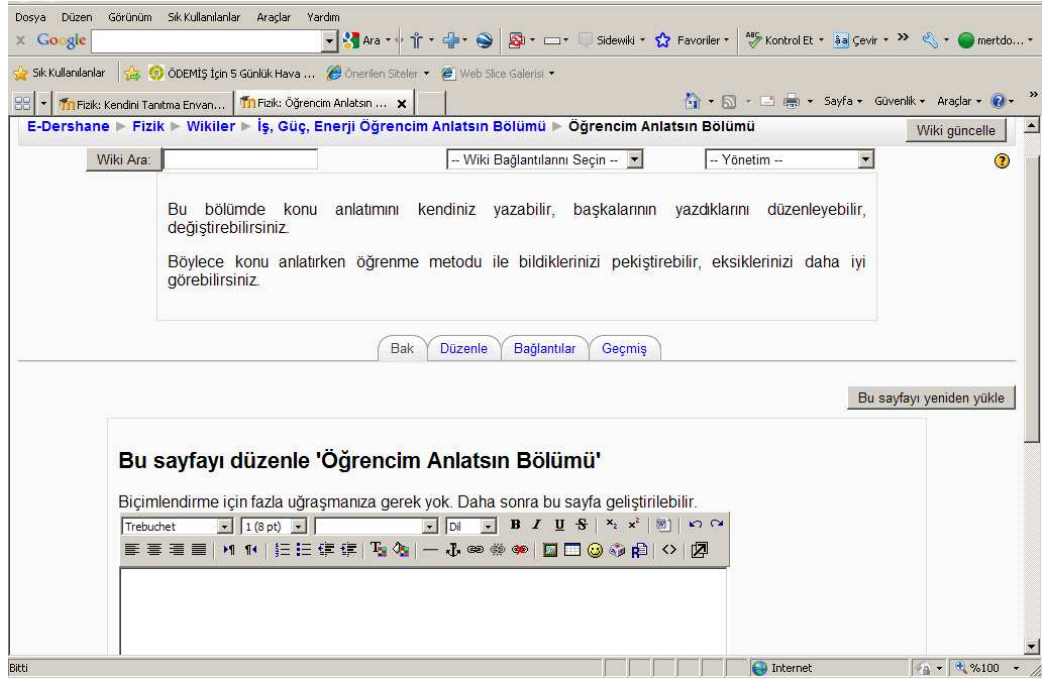 Dosya Düzen Görünüm Sık Kullanılanlar Araçlar Yardım
x Google Ara Sidewiki Favoriler Kontrol Et Çevir mertdo...
Sık Kullanılanlar ÖDEMİŞ İçin 5 Günlük Hava ... Önerilen Siteler Web Slice Galerisi
Fizik: Kendini Tanıtma Envan... Fizik: Öğrencim Anlatsın ... Sayfa Güvenlik Araçlar
E-Dershane ► Fizik ► Wikiler ► İş, Güç, Enerji Öğrencim Anlatsın Bölümü ► Öğrencim Anlatsın Bölümü Wiki güncelle
Wiki Ara: -- Wiki Bağlantılarını Seçin -- -- Yönetim --
Bu bölümde konu anlatımını kendiniz yazabilir, başkalarının yazdıklarını düzenleyebilir,
değiştirebilirsiniz.
Böylece konu anlatırken öğrenme metodu ile bildiklerinizi pekiştirebilir, eksiklerinizi daha iyi
görebilirsiniz.
Bak Düzenle Bağlantılar Geçmiş
Bu sayfayı yeniden yükle
Bu sayfayı düzenle 'Öğrencim Anlatsın Bölümü'
Biçimlendirme için fazla uğraşmanıza gerek yok. Daha sonra bu sayfa geliştirilebilir.
Trebuchet 1 (8 pt) Dil B I U S x₂ x²
Bitti Internet %100